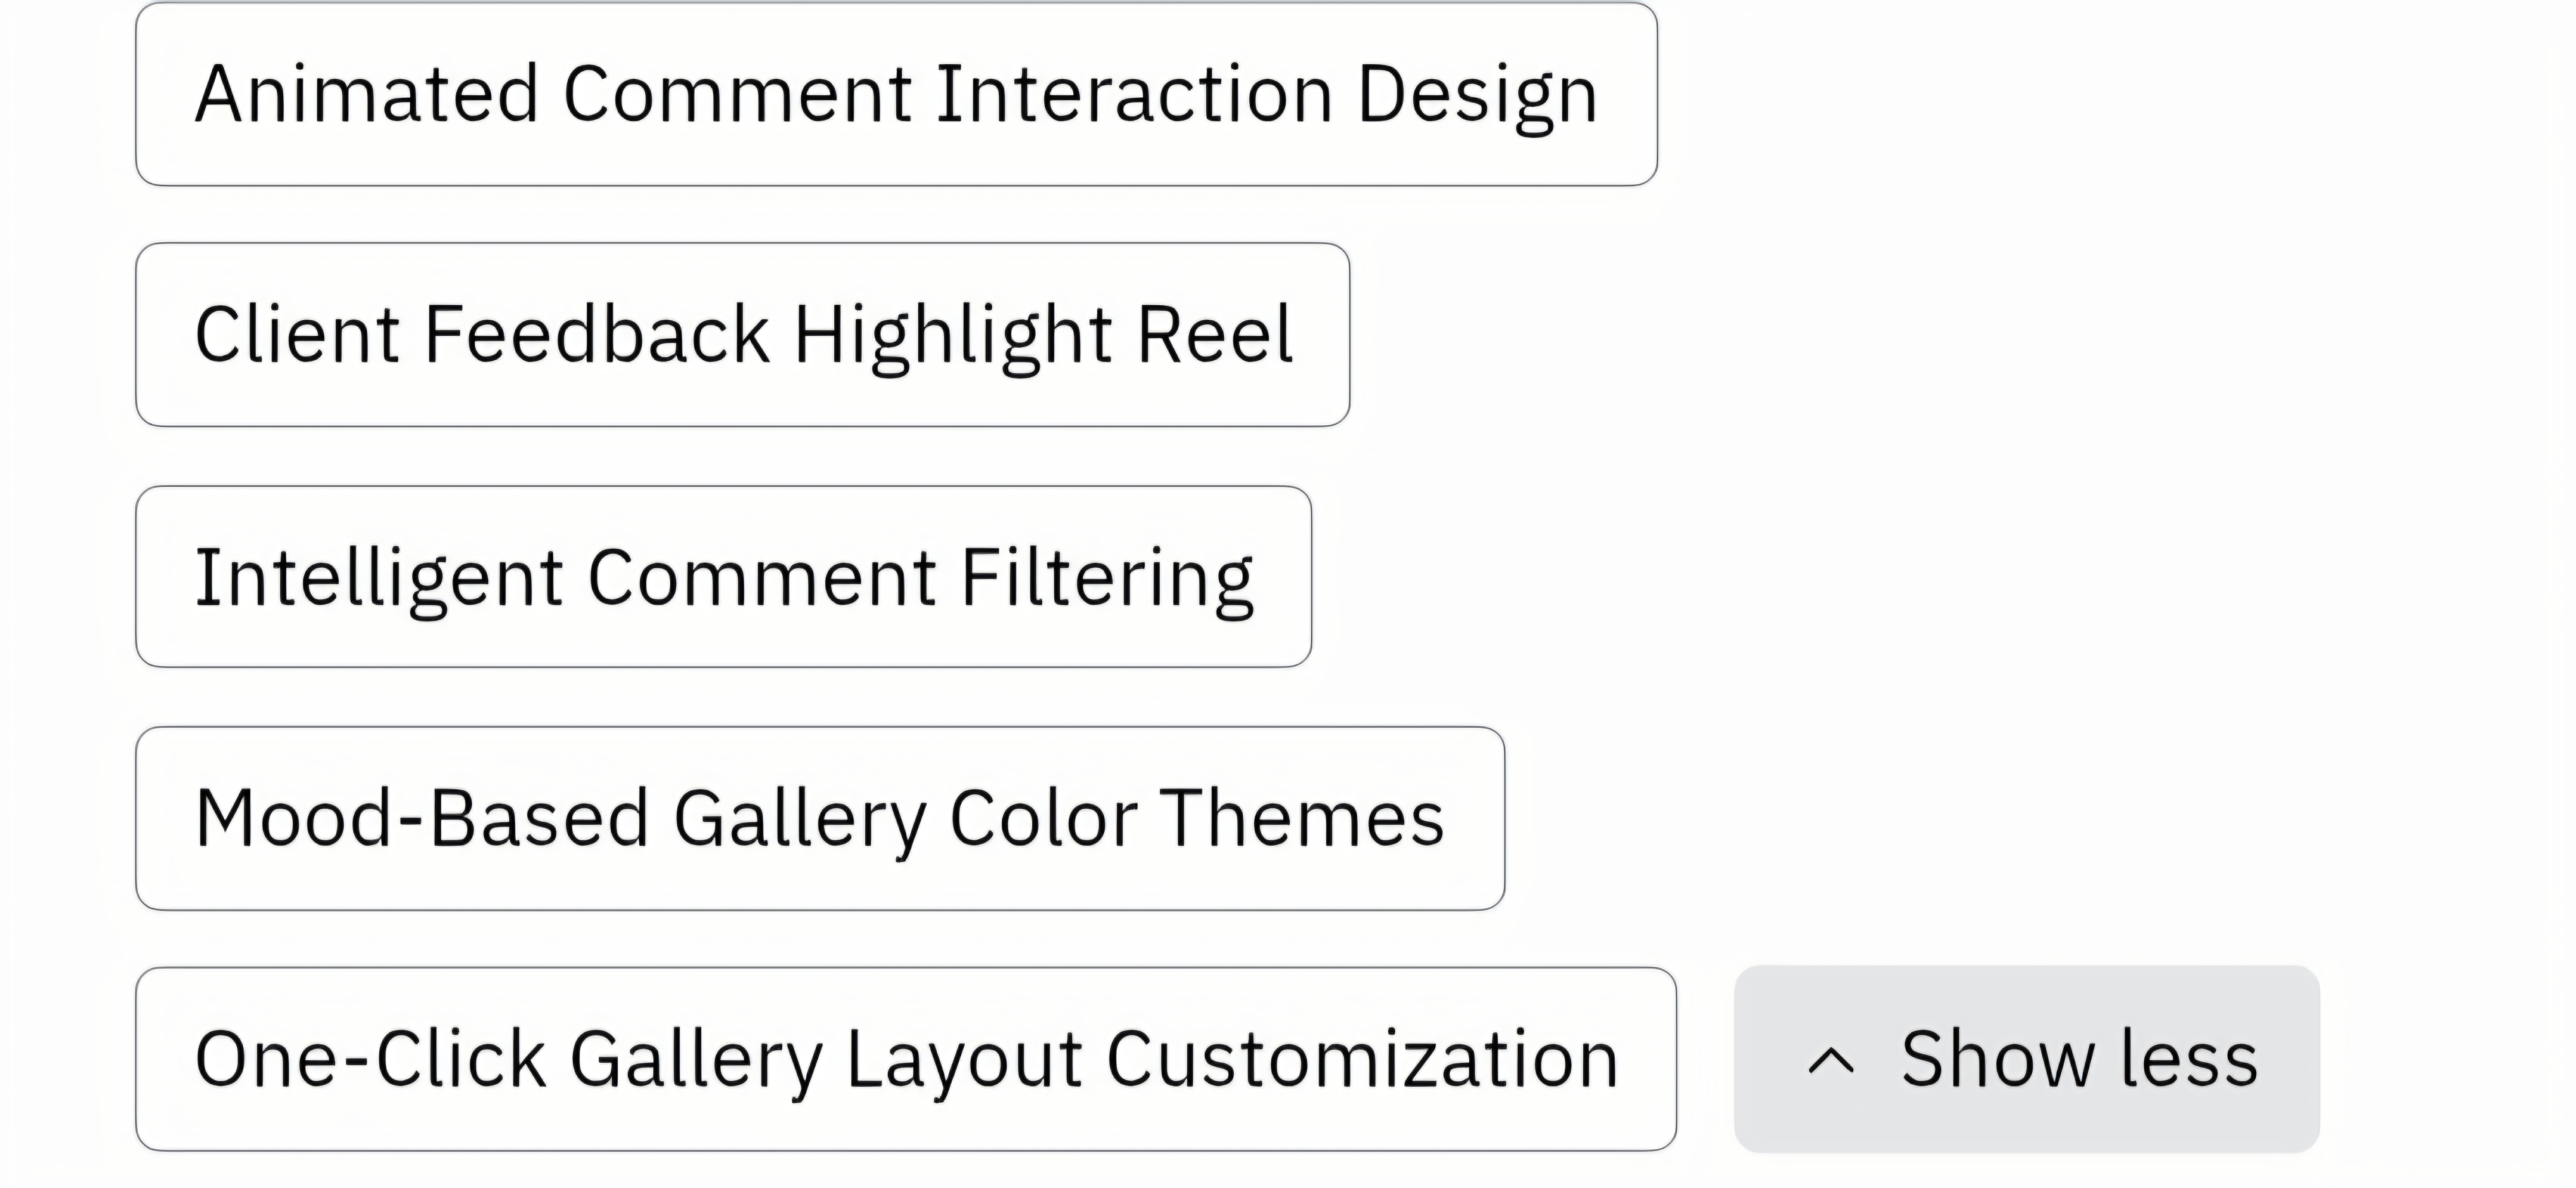 Animated Comment Interaction Design
Client Feedback Highlight Reel
Intelligent Comment Filtering
Mood-Based Gallery Color Themes
One-Click Gallery Layout Customization
Show less